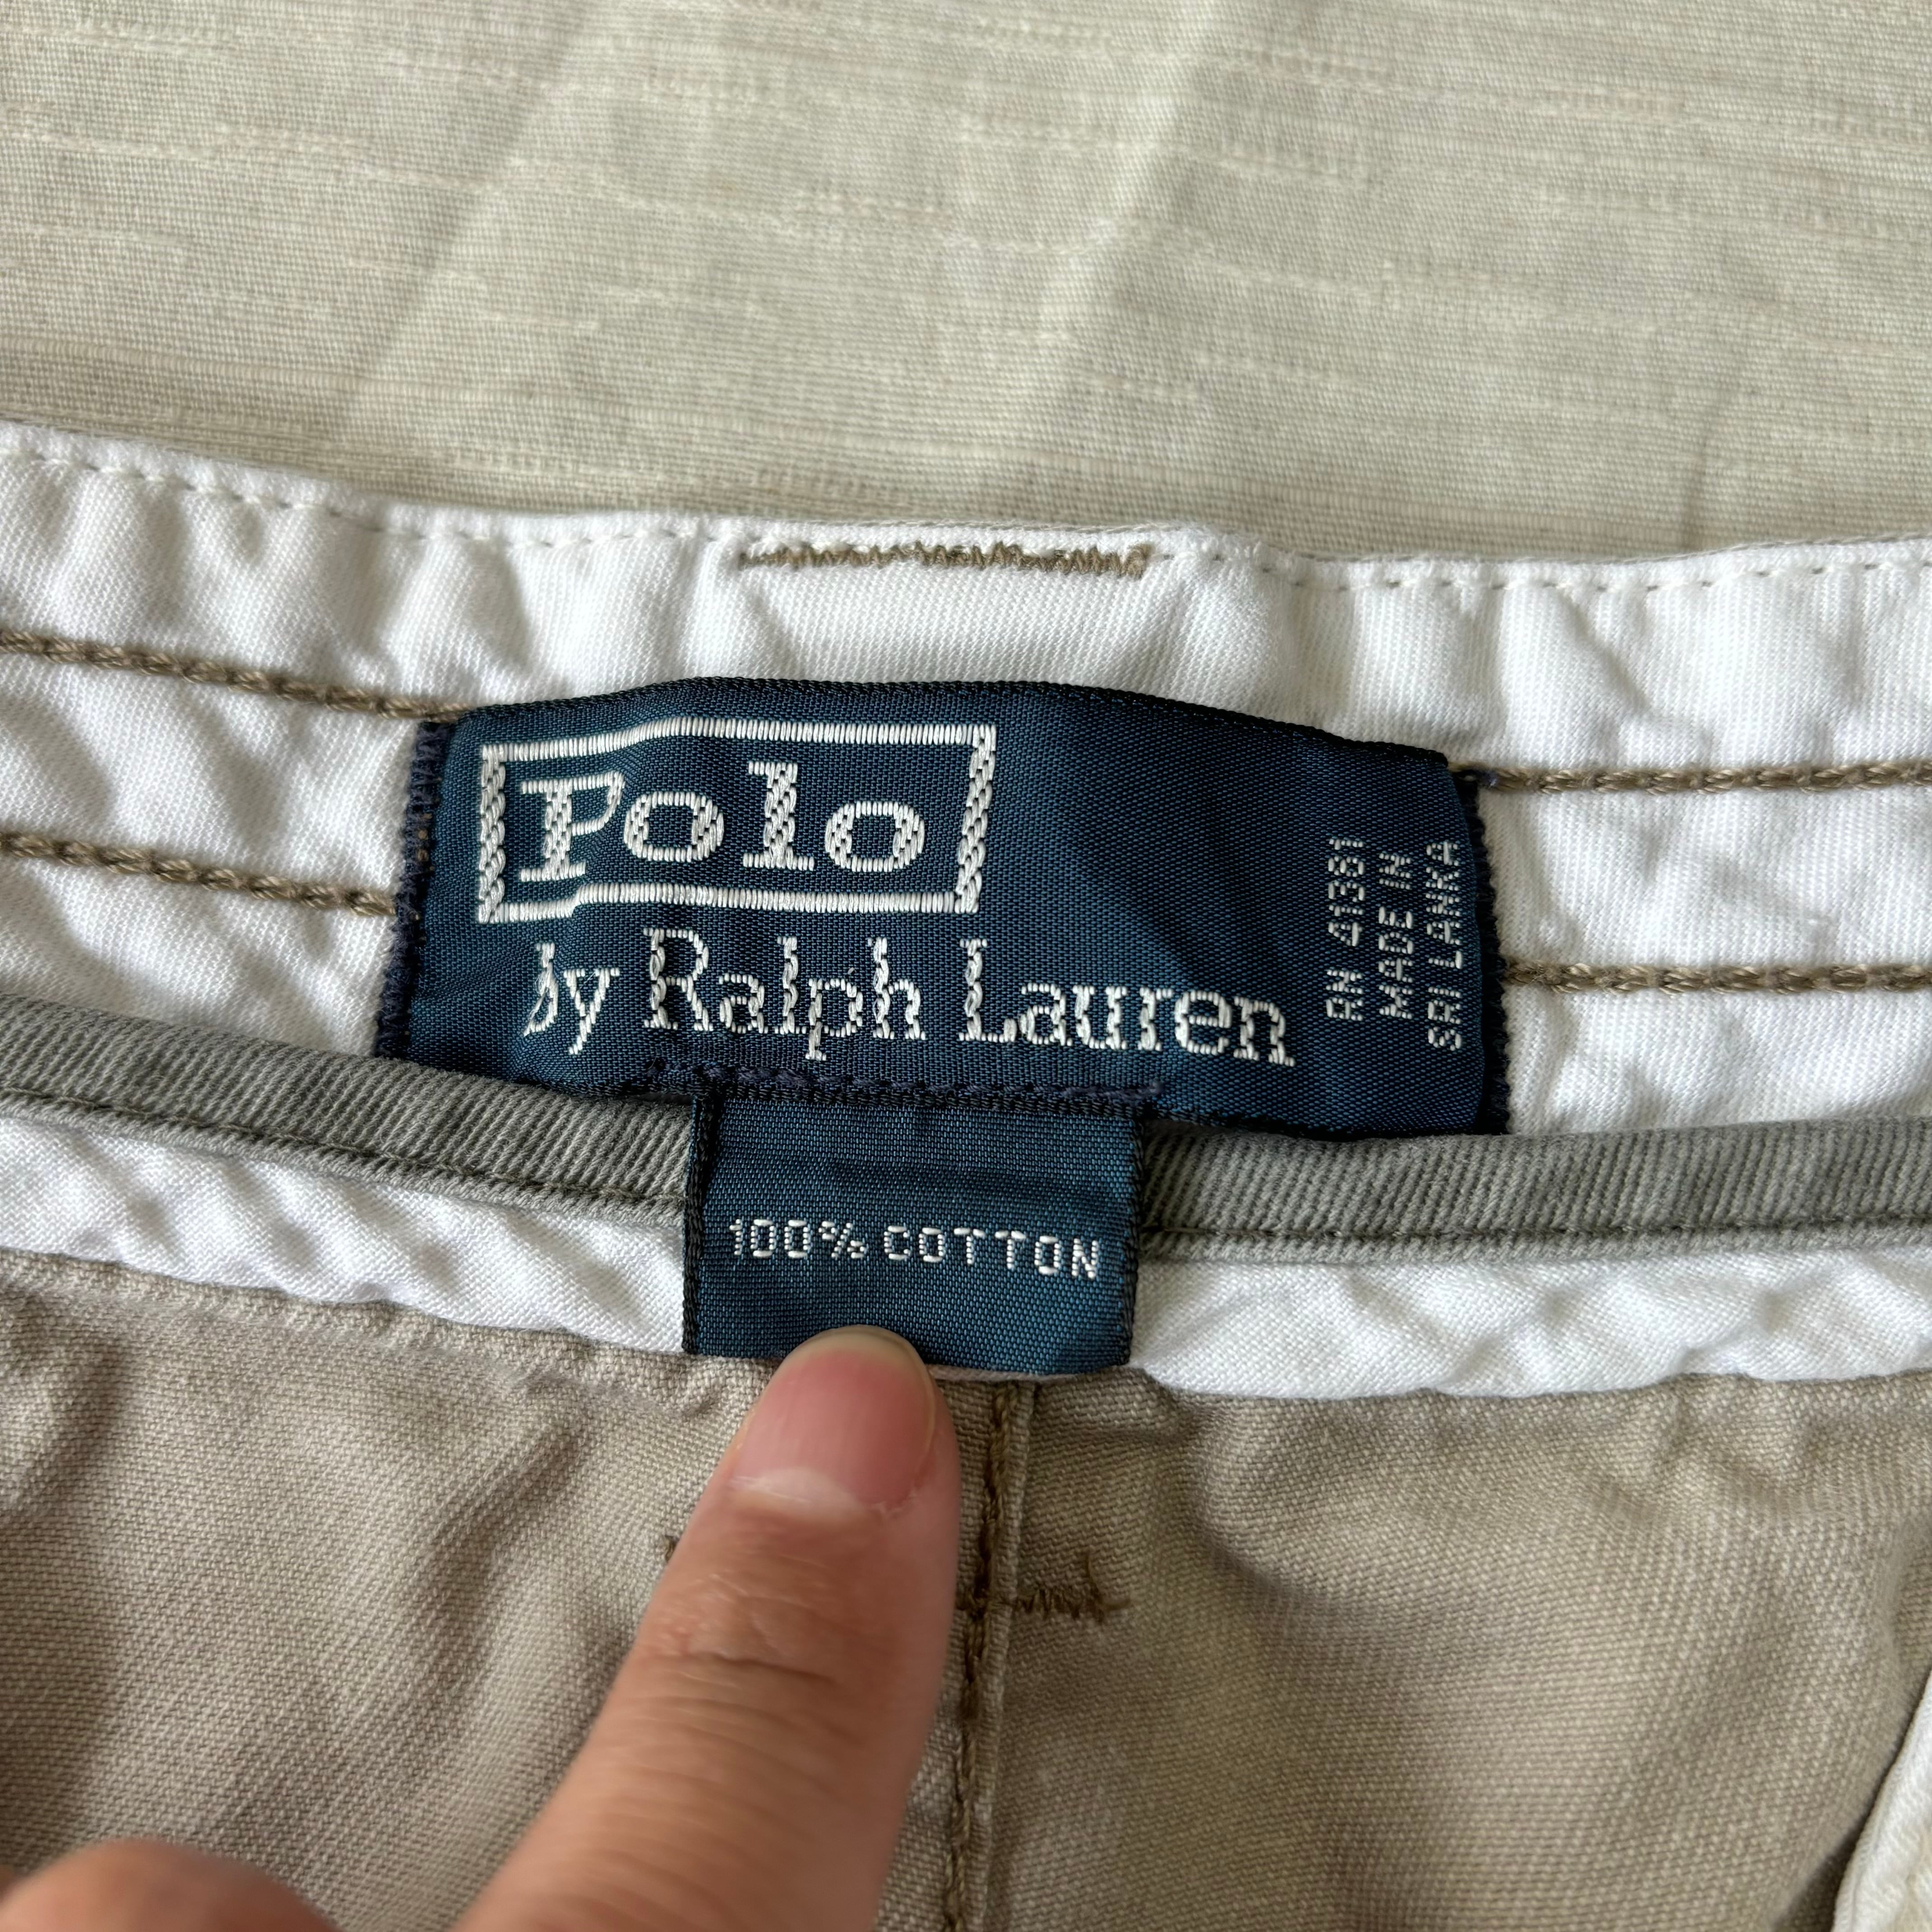 Polo
by Ralph Lauren
RN 41381
MADE IN
SRI LANKA
100% COTTON